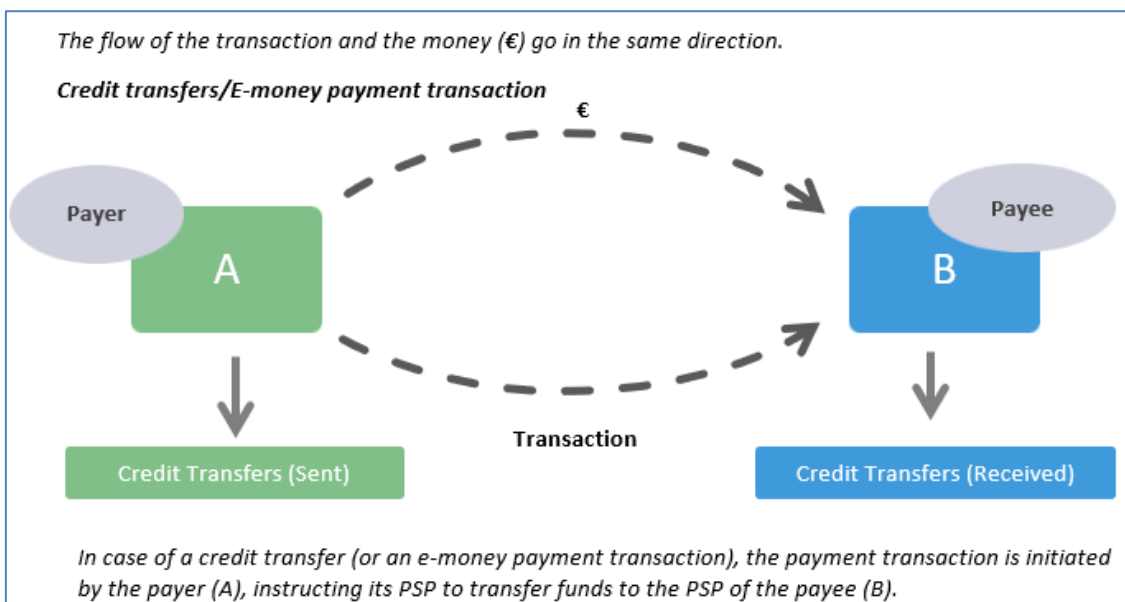 The flow of the transaction and the money (€) go in the same direction.
Credit transfers/E-money payment transaction
€
Payer
Payee
A
B
Transaction
Credit Transfers (Sent)
Credit Transfers (Received)
In case of a credit transfer (or an e-money payment transaction), the payment transaction is initiated
by the payer (A), instructing its PSP to transfer funds to the PSP of the payee (B).